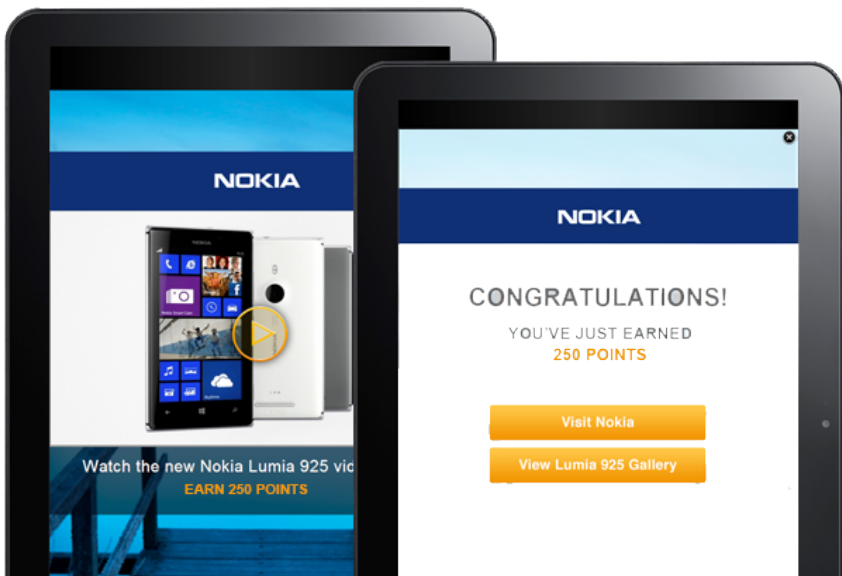 NOKIA
NOKIA
Watch the new Nokia Lumia 925 vid
EARN 250 POINTS
NOKIA
CONGRATULATIONS!
YOU'VE JUST EARNED
250 POINTS
Visit Nokia
View Lumia 925 Gallery